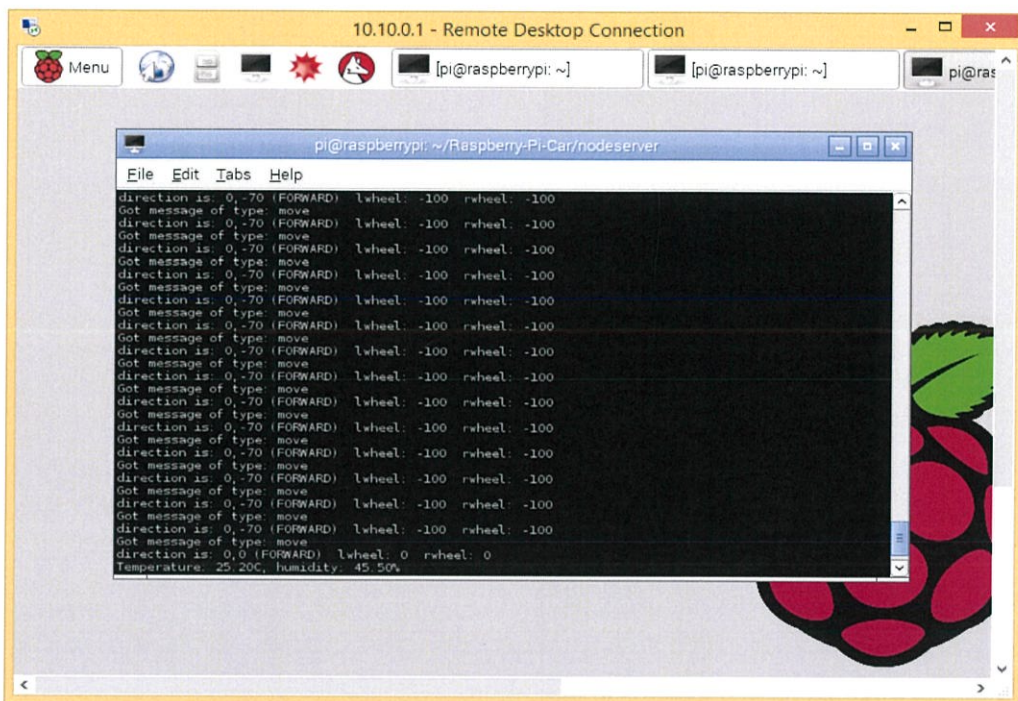 10.10.0.1 - Remote Desktop Connection
Menu
[pi@raspberrypi: ~]
[pi@raspberrypi: ~]
pi@ras
pi@raspberrypi: ~/Raspberry-Pi-Car/nodeserver
File Edit Tabs Help
direction is: 0,-70 (FORWARD) lwheel: -100 rwheel: -100
Got message of type: move
direction is: 0,-70 (FORWARD) lwheel: -100 rwheel: -100
Got message of type: move
direction is: 0,-70 (FORWARD) lwheel: -100 rwheel: -100
Got message of type: move
direction is: 0,-70 (FORWARD) lwheel: -100 rwheel: -100
Got message of type: move
direction is: 0,-70 (FORWARD) lwheel: -100 rwheel: -100
Got message of type: move
direction is: 0,-70 (FORWARD) lwheel: -100 rwheel: -100
Got message of type: move
direction is: 0,-70 (FORWARD) lwheel: -100 rwheel: -100
Got message of type: move
direction is: 0,-70 (FORWARD) lwheel: -100 rwheel: -100
Got message of type: move
direction is: 0,-70 (FORWARD) lwheel: -100 rwheel: -100
Got message of type: move
direction is: 0,-70 (FORWARD) lwheel: -100 rwheel: -100
Got message of type: move
direction is: 0,-70 (FORWARD) lwheel: -100 rwheel: -100
Got message of type: move
direction is: 0,-70 (FORWARD) lwheel: -100 rwheel: -100
Got message of type: move
direction is: 0,-70 (FORWARD) lwheel: -100 rwheel: -100
Got message of type: move
direction is: 0,-70 (FORWARD) lwheel: -100 rwheel: -100
Got message of type: move
direction is: 0,0 (FORWARD) lwheel: 0 rwheel: 0
Temperature: 25.20C, humidity: 45.50%